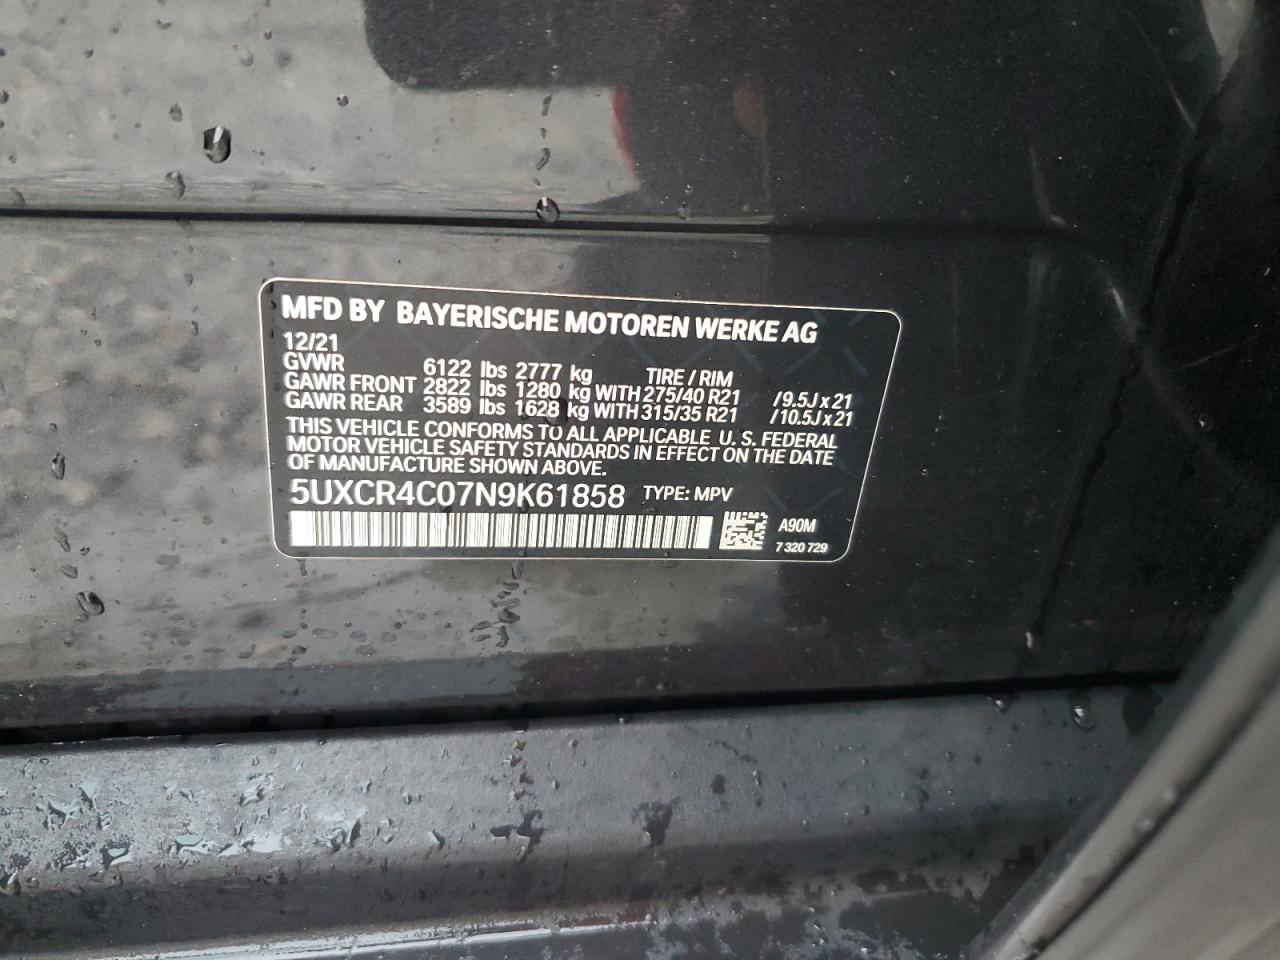 MFD BY BAYERISCHE MOTOREN WERKE AG
12/21
GVWR 6122 lbs 2777 kg TIRE / RIM
GAWR FRONT 2822 lbs 1280 kg WITH 275/40 R21 /9.5J x 21
GAWR REAR 3589 lbs 1628 kg WITH 315/35 R21 /10.5J x 21
THIS VEHICLE CONFORMS TO ALL APPLICABLE U. S. FEDERAL
MOTOR VEHICLE SAFETY STANDARDS IN EFFECT ON THE DATE
OF MANUFACTURE SHOWN ABOVE.
5UXCR4C07N9K61858 TYPE: MPV
A90M
7 320 729